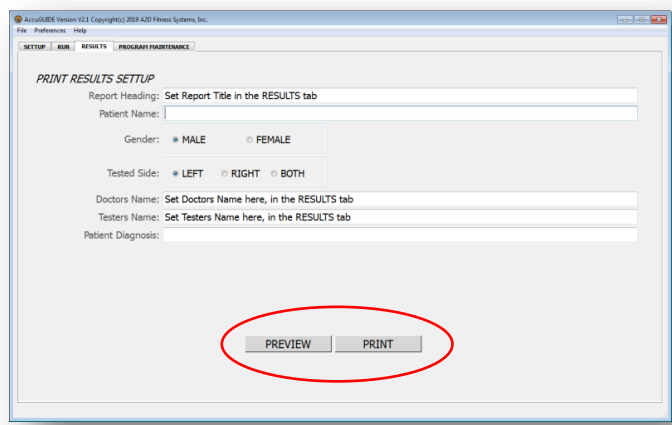 AccuGUIDE Version V2.1 Copyright(c) 2019 A2D Fitness Systems, Inc.
File Preferences Help
SETTUP RUN RESULTS PROGRAM MAINTENANCE
PRINT RESULTS SETTUP
Report Heading: Set Report Title in the RESULTS tab
Patient Name:
Gender: MALE FEMALE
Tested Side: LEFT RIGHT BOTH
Doctors Name: Set Doctors Name here, in the RESULTS tab
Testers Name: Set Testers Name here, in the RESULTS tab
Patient Diagnosis:
PREVIEW PRINT